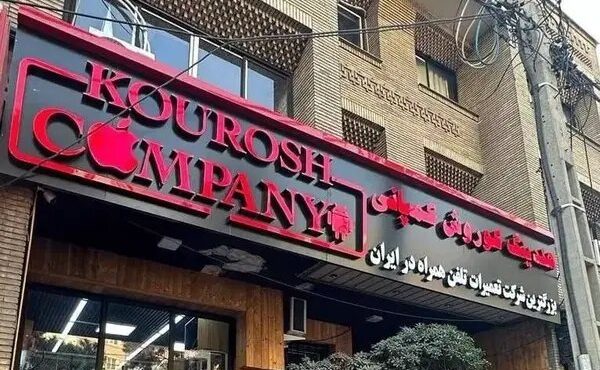 KOUROSH
COMPANY
هلدینگ کوروش کمپانی
بزرگترین شرکت تعمیرات تلفن همراه در ایران